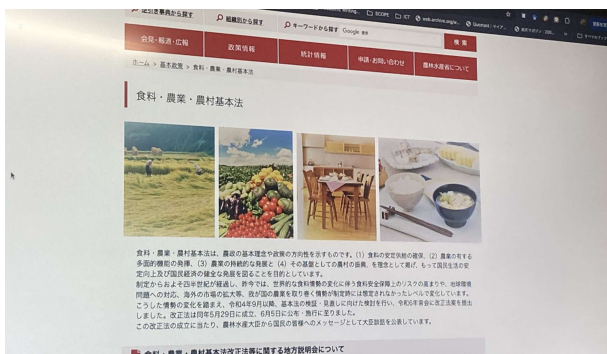 逆引き事典から探す
組織別から探す
キーワードから探す
Google
検索
会見・報道・広報
政策情報
統計情報
申請・お問い合わせ
農林水産省について
ホーム > 基本政策 > 食料・農業・農村基本法
食料・農業・農村基本法
食料・農業・農村基本法は、農政の基本理念や政策の方向性を示すものです。(1)食料の安定供給の確保、(2)農業の有する
多面的機能の発揮、(3)農業の持続的な発展と(4)その基盤としての農村の振興、を理念として掲げ、もって国民生活の安
定向上及び国民経済の健全な発展を図ることを目的としています。
制定からおよそ四半世紀が経過し、昨今では、世界的な食料情勢の変化に伴う食料安全保障上のリスクの高まりや、地球環境
問題への対応、海外の市場の拡大等、我が国の農業を取り巻く情勢が制定時には想定されなかったレベルで変化しています。
こうした情勢の変化を踏まえ、令和4年9月以降、基本法の検証・見直しに向けた検討を行い、令和6年常会に改正法案を提出
しました。改正法は同年5月29日に成立、6月5日に公布・施行に至りました。
この改正法の成立に当たり、農林水産大臣から国民の皆様へのメッセージとして大臣談話を公表しています。
食料・農業・農村基本法改正法等に関する地方説明会について